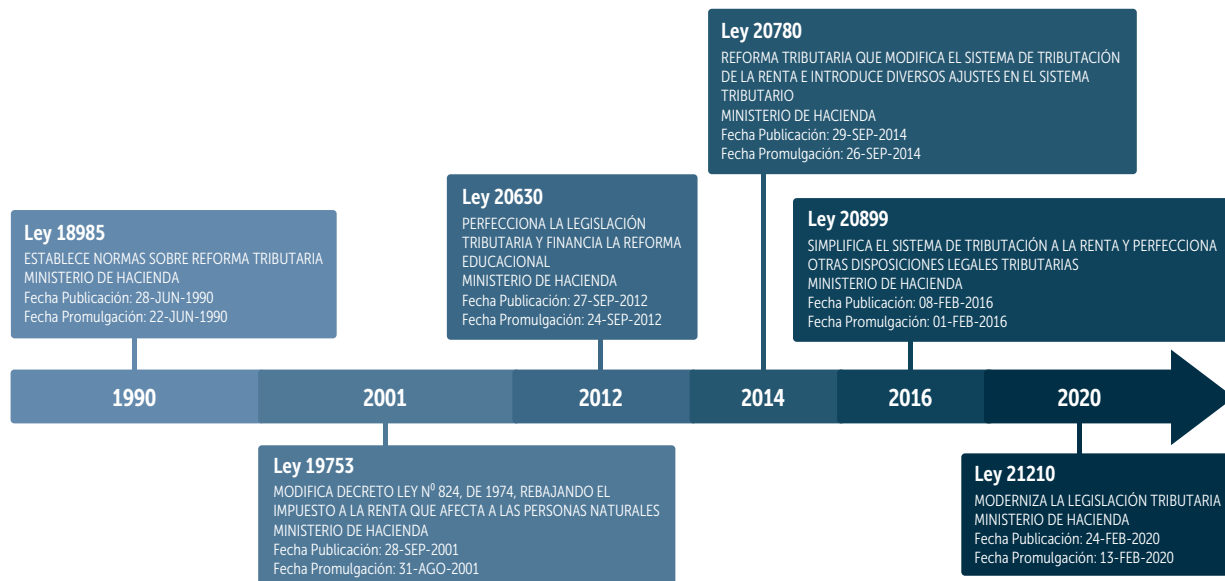 Ley 20780
REFORMA TRIBUTARIA QUE MODIFICA EL SISTEMA DE TRIBUTACIÓN
DE LA RENTA E INTRODUCE DIVERSOS AJUSTES EN EL SISTEMA
TRIBUTARIO
MINISTERIO DE HACIENDA
Fecha Publicación: 29-SEP-2014
Fecha Promulgación: 26-SEP-2014
Ley 18985
ESTABLECE NORMAS SOBRE REFORMA TRIBUTARIA
MINISTERIO DE HACIENDA
Fecha Publicación: 28-JUN-1990
Fecha Promulgación: 22-JUN-1990
Ley 20630
PERFECCIONA LA LEGISLACIÓN
TRIBUTARIA Y FINANCIA LA REFORMA
EDUCACIONAL
MINISTERIO DE HACIENDA
Fecha Publicación: 27-SEP-2012
Fecha Promulgación: 24-SEP-2012
Ley 20899
SIMPLIFICA EL SISTEMA DE TRIBUTACIÓN A LA RENTA Y PERFECCIONA
OTRAS DISPOSICIONES LEGALES TRIBUTARIAS
MINISTERIO DE HACIENDA
Fecha Publicación: 08-FEB-2016
Fecha Promulgación: 01-FEB-2016
1990
2001
2012
2014
2016
2020
Ley 19753
MODIFICA DECRETO LEY Nº 824, DE 1974, REBAJANDO EL
IMPUESTO A LA RENTA QUE AFECTA A LAS PERSONAS NATURALES
MINISTERIO DE HACIENDA
Fecha Publicación: 28-SEP-2001
Fecha Promulgación: 31-AGO-2001
Ley 21210
MODERNIZA LA LEGISLACIÓN TRIBUTARIA
MINISTERIO DE HACIENDA
Fecha Publicación: 24-FEB-2020
Fecha Promulgación: 13-FEB-2020